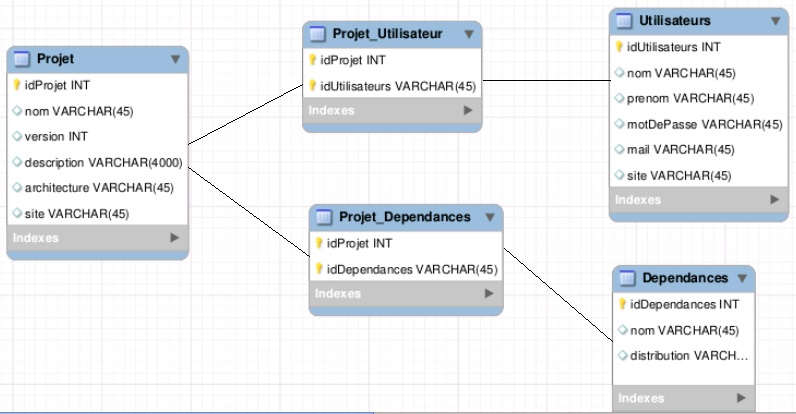 Projet
idProjet INT
nom VARCHAR(45)
version INT
description VARCHAR(4000)
architecture VARCHAR(45)
site VARCHAR(45)
Indexes
Projet_Utilisateur
idProjet INT
idUtilisateurs VARCHAR(45)
Indexes
Utilisateurs
idUtilisateurs INT
nom VARCHAR(45)
prenom VARCHAR(45)
motDePasse VARCHAR(45)
mail VARCHAR(45)
site VARCHAR(45)
Indexes
Projet_Dependances
idProjet INT
idDependances VARCHAR(45)
Indexes
Dependances
idDependances INT
nom VARCHAR(45)
distribution VARCH...
Indexes